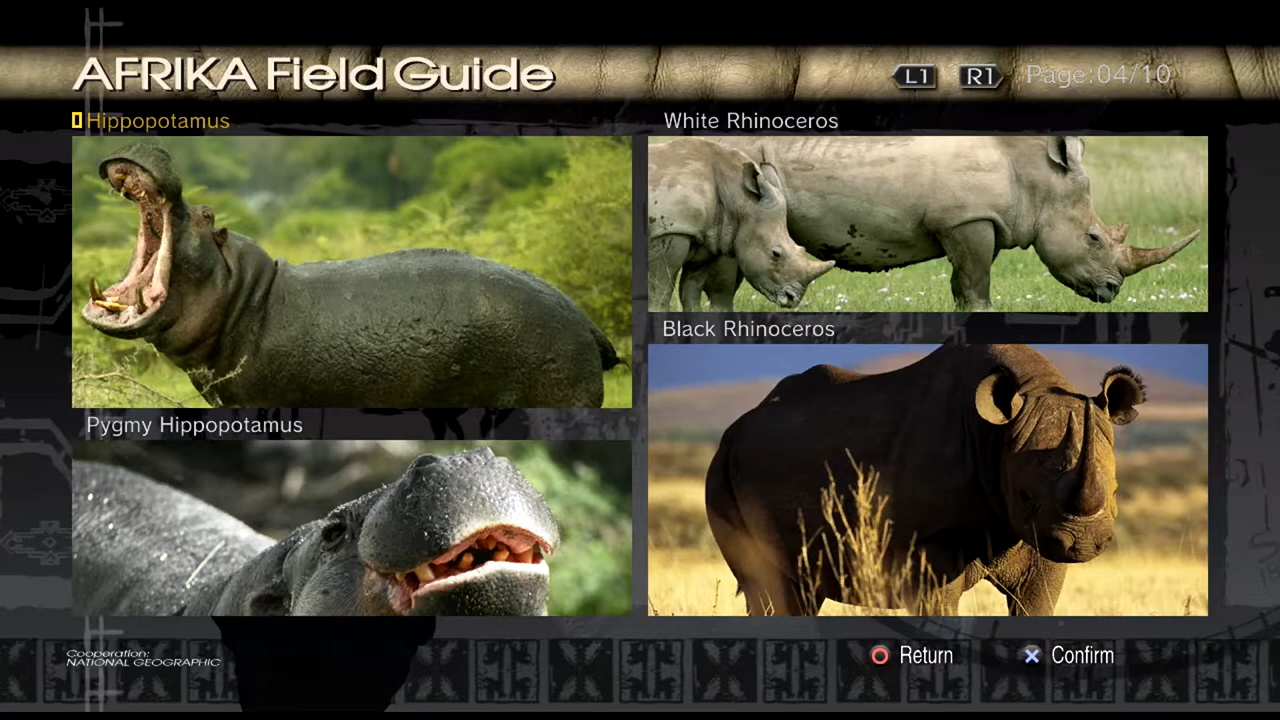 AFRIKA Field Guide
L1 R1 Page:04/10
Hippopotamus
White Rhinoceros
Black Rhinoceros
Pygmy Hippopotamus
Cooperation:
NATIONAL GEOGRAPHIC
Return
Confirm